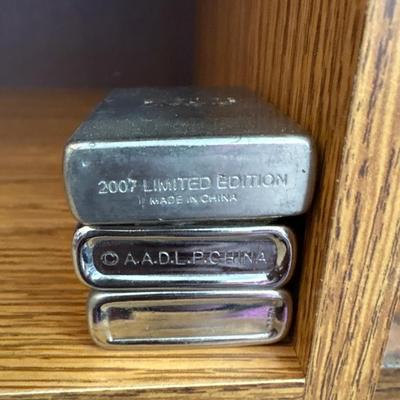 2007 LIMITED EDITION
MADE IN CHINA
© A.A.D.L.P. CHINA